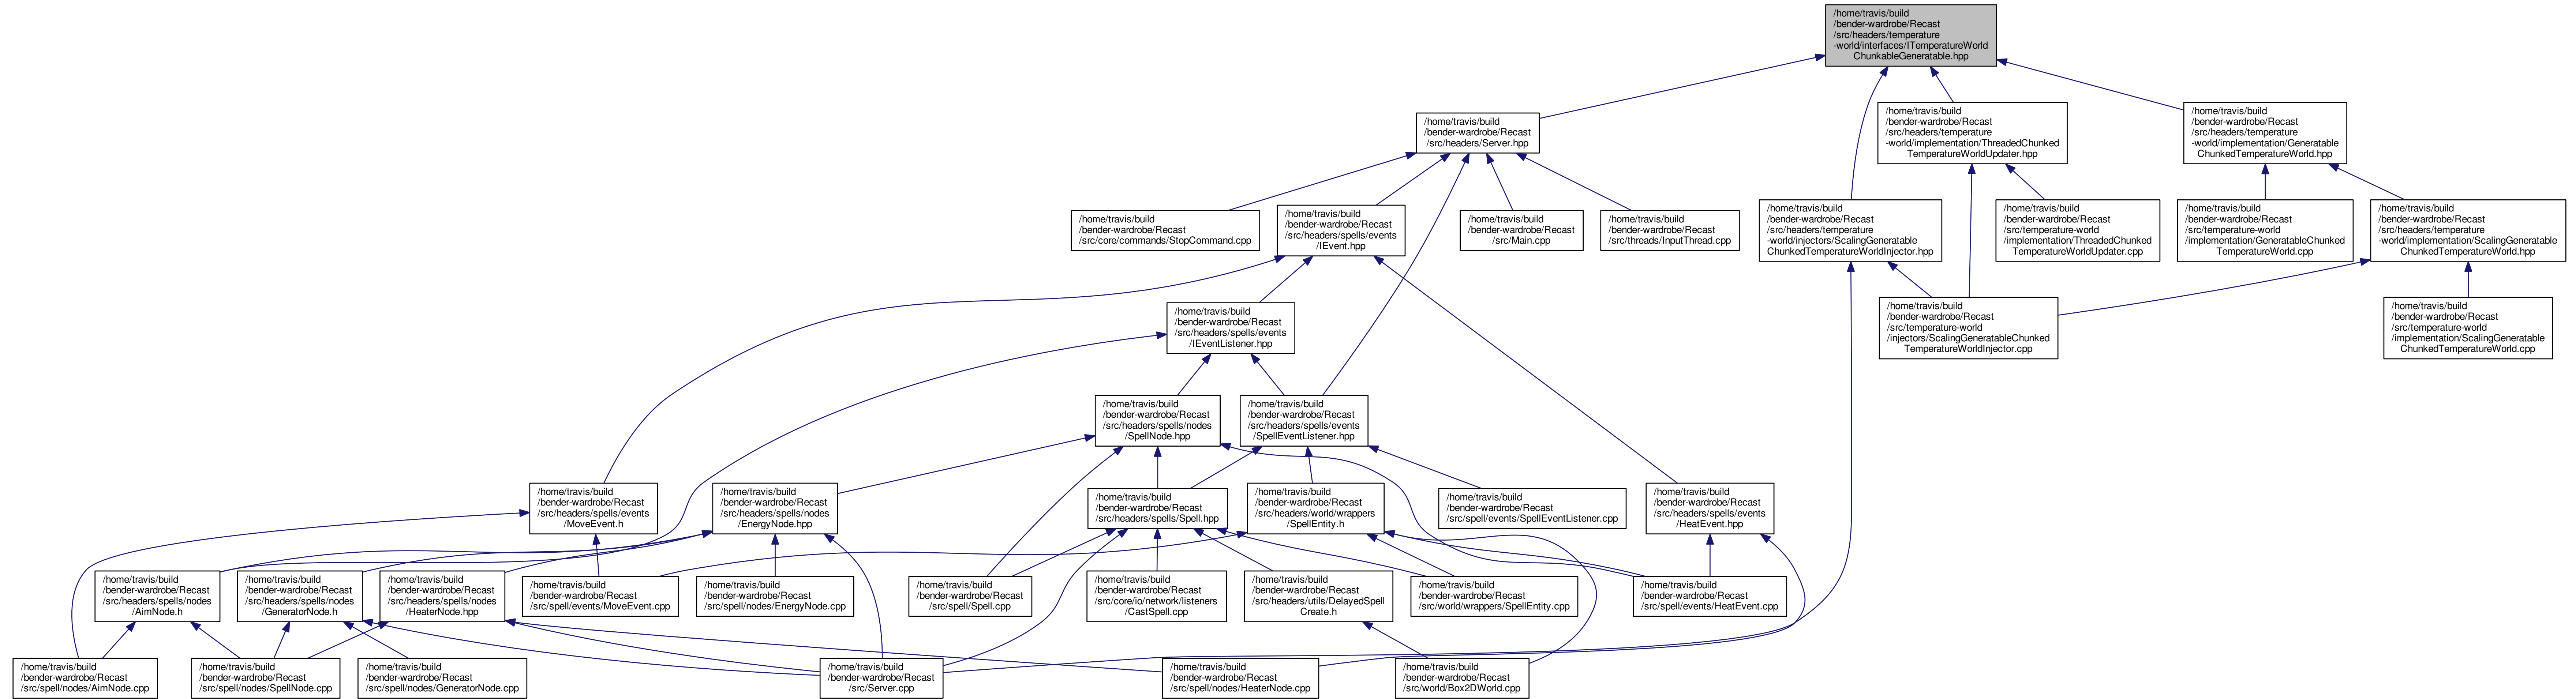 /home/travis/build
/bender-wardrobe/Recast
/src/headers/temperature
-world/interfaces/ITemperatureWorld
ChunkableGeneratable.hpp
/home/travis/build
/bender-wardrobe/Recast
/src/headers/Server.hpp
/home/travis/build
/bender-wardrobe/Recast
/src/headers/temperature
-world/implementation/ThreadedChunked
TemperatureWorldUpdater.hpp
/home/travis/build
/bender-wardrobe/Recast
/src/headers/temperature
-world/implementation/Generatable
ChunkedTemperatureWorld.hpp
/home/travis/build
/bender-wardrobe/Recast
/src/core/commands/StopCommand.cpp
/home/travis/build
/bender-wardrobe/Recast
/src/headers/spells/events
/IEvent.hpp
/home/travis/build
/bender-wardrobe/Recast
/src/Main.cpp
/home/travis/build
/bender-wardrobe/Recast
/src/threads/InputThread.cpp
/home/travis/build
/bender-wardrobe/Recast
/src/headers/temperature
-world/injectors/ScalingGeneratable
ChunkedTemperatureWorldInjector.hpp
/home/travis/build
/bender-wardrobe/Recast
/src/temperature-world
/implementation/ThreadedChunked
TemperatureWorldUpdater.cpp
/home/travis/build
/bender-wardrobe/Recast
/src/temperature-world
/implementation/GeneratableChunked
TemperatureWorld.cpp
/home/travis/build
/bender-wardrobe/Recast
/src/headers/temperature
-world/implementation/ScalingGeneratable
ChunkedTemperatureWorld.hpp
/home/travis/build
/bender-wardrobe/Recast
/src/headers/spells/events
/IEventListener.hpp
/home/travis/build
/bender-wardrobe/Recast
/src/temperature-world
/injectors/ScalingGeneratableChunked
TemperatureWorldInjector.cpp
/home/travis/build
/bender-wardrobe/Recast
/src/temperature-world
/implementation/ScalingGeneratable
ChunkedTemperatureWorld.cpp
/home/travis/build
/bender-wardrobe/Recast
/src/headers/spells/nodes
/SpellNode.hpp
/home/travis/build
/bender-wardrobe/Recast
/src/headers/spells/events
/SpellEventListener.hpp
/home/travis/build
/bender-wardrobe/Recast
/src/headers/spells/events
/MoveEvent.h
/home/travis/build
/bender-wardrobe/Recast
/src/headers/spells/nodes
/EnergyNode.hpp
/home/travis/build
/bender-wardrobe/Recast
/src/headers/spells/Spell.hpp
/home/travis/build
/bender-wardrobe/Recast
/src/headers/world/wrappers
/SpellEntity.h
/home/travis/build
/bender-wardrobe/Recast
/src/spell/events/SpellEventListener.cpp
/home/travis/build
/bender-wardrobe/Recast
/src/headers/spells/events
/HeatEvent.hpp
/home/travis/build
/bender-wardrobe/Recast
/src/headers/spells/nodes
/AimNode.h
/home/travis/build
/bender-wardrobe/Recast
/src/headers/spells/nodes
/GeneratorNode.h
/home/travis/build
/bender-wardrobe/Recast
/src/headers/spells/nodes
/HeaterNode.hpp
/home/travis/build
/bender-wardrobe/Recast
/src/spell/events/MoveEvent.cpp
/home/travis/build
/bender-wardrobe/Recast
/src/spell/nodes/EnergyNode.cpp
/home/travis/build
/bender-wardrobe/Recast
/src/spell/Spell.cpp
/home/travis/build
/bender-wardrobe/Recast
/src/core/io/network/listeners
/CastSpell.cpp
/home/travis/build
/bender-wardrobe/Recast
/src/headers/utils/DelayedSpell
Create.h
/home/travis/build
/bender-wardrobe/Recast
/src/world/wrappers/SpellEntity.cpp
/home/travis/build
/bender-wardrobe/Recast
/src/spell/events/HeatEvent.cpp
/home/travis/build
/bender-wardrobe/Recast
/src/spell/nodes/AimNode.cpp
/home/travis/build
/bender-wardrobe/Recast
/src/spell/nodes/SpellNode.cpp
/home/travis/build
/bender-wardrobe/Recast
/src/spell/nodes/GeneratorNode.cpp
/home/travis/build
/bender-wardrobe/Recast
/src/Server.cpp
/home/travis/build
/bender-wardrobe/Recast
/src/spell/nodes/HeaterNode.cpp
/home/travis/build
/bender-wardrobe/Recast
/src/world/Box2DWorld.cpp